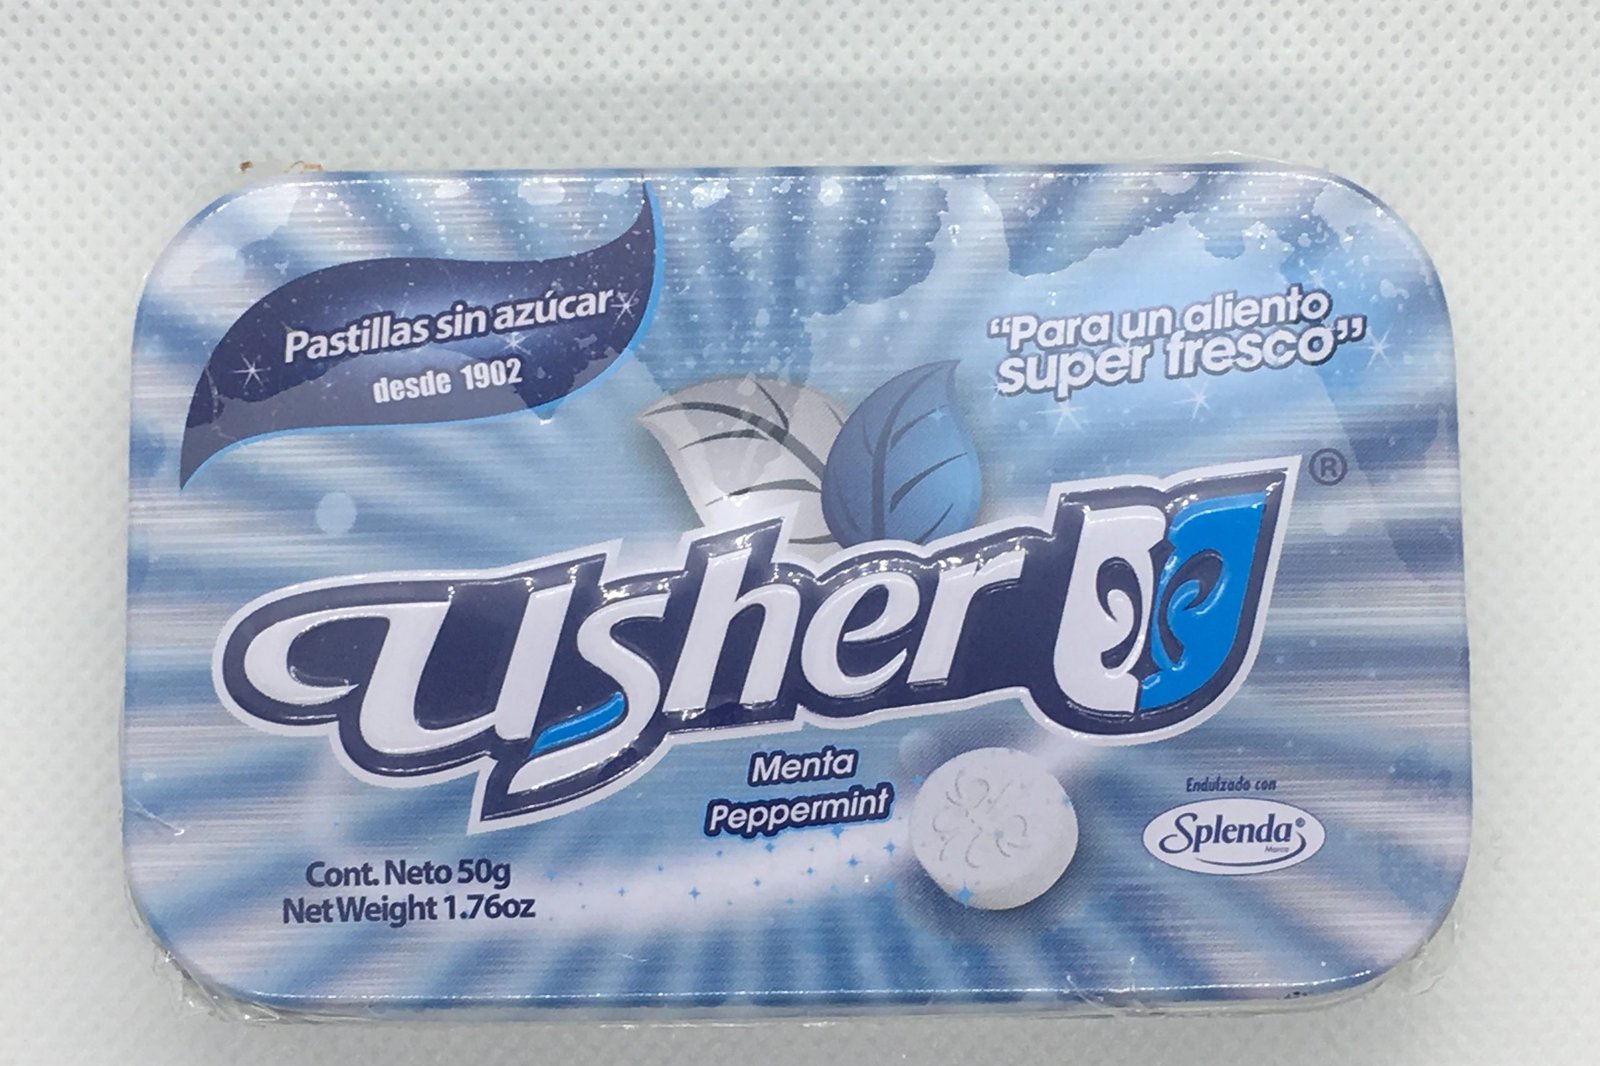 Pastillas sin azúcar
desde 1902
"Para un aliento
super fresco"
usher ®
Menta
Peppermint
Endulzado con
Splenda®
Marca
Cont. Neto 50g
Net Weight 1.76oz